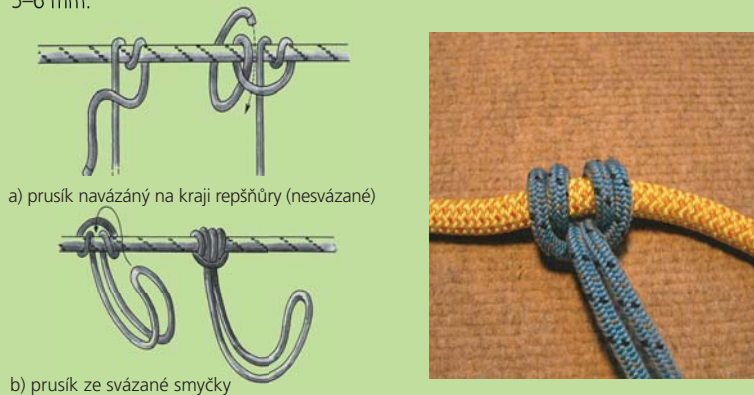 5–6 mm.
a) prusík navázáný na kraji repšňůry (nesvázané)
b) prusík ze svázané smyčky